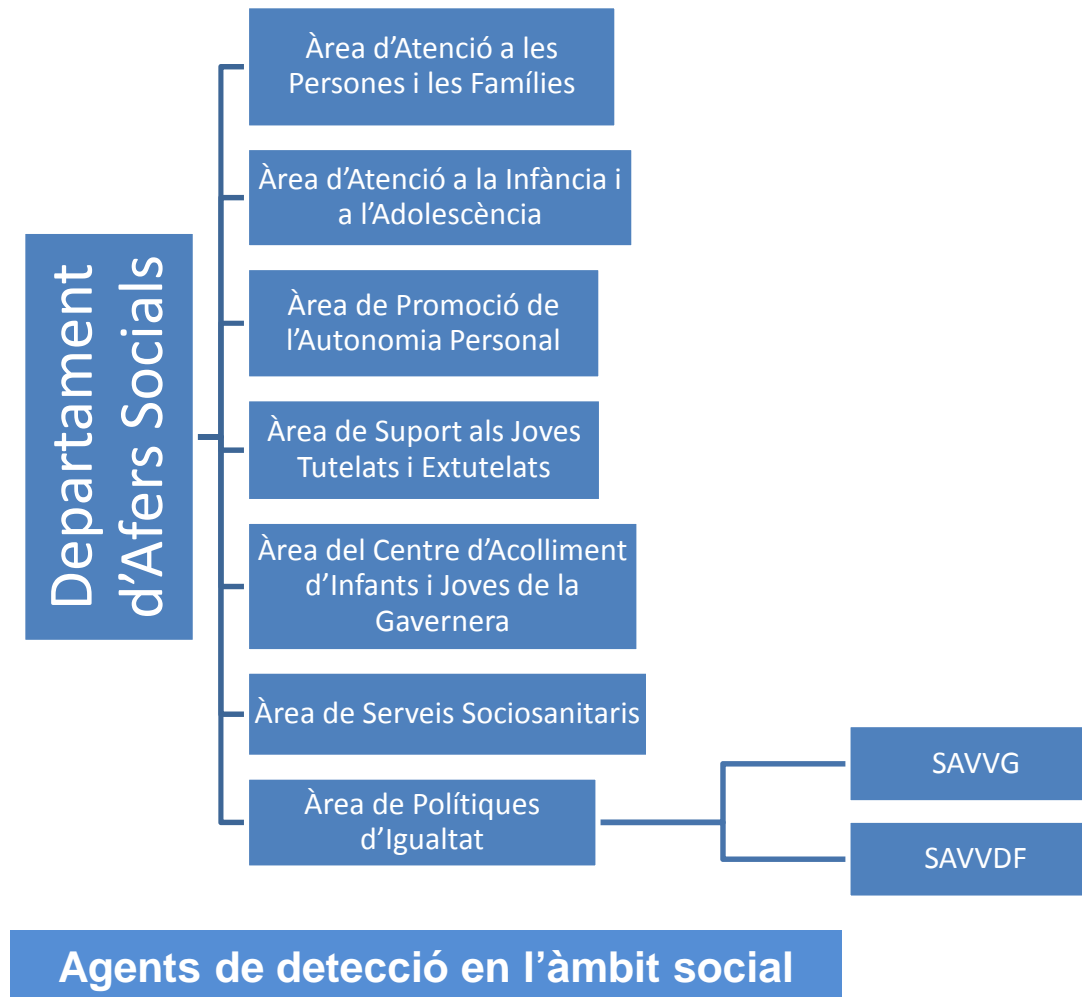 Departament
d'Afers Socials
Àrea d'Atenció a les
Persones i les Famílies
Àrea d'Atenció a la Infància i
a l'Adolescència
Àrea de Promoció de
l'Autonomia Personal
Àrea de Suport als Joves
Tutelats i Extutelats
Àrea del Centre d'Acolliment
d'Infants i Joves de la
Gavernera
Àrea de Serveis Sociosanitaris
Àrea de Polítiques
d'Igualtat
SAVVG
SAVVDF
Agents de detecció en l'àmbit social